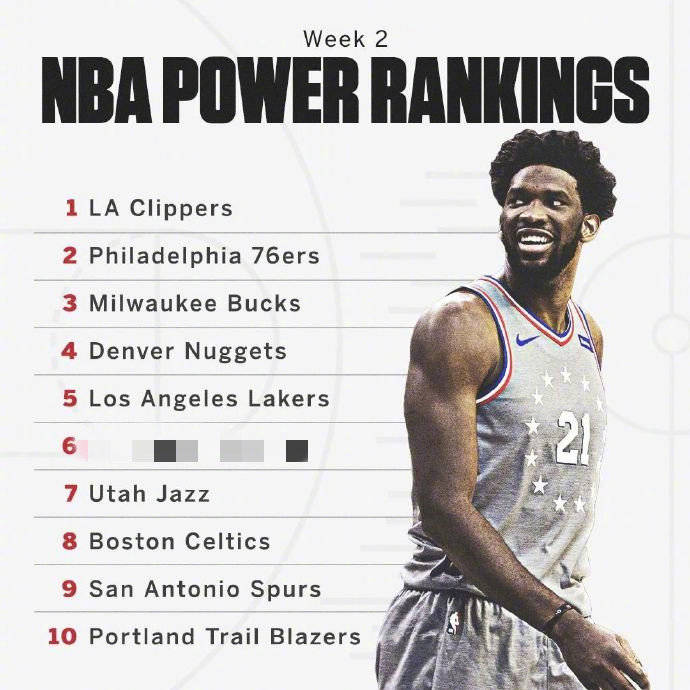 Week 2
NBA POWER RANKINGS
1 LA Clippers
2 Philadelphia 76ers
3 Milwaukee Bucks
4 Denver Nuggets
5 Los Angeles Lakers
6
7 Utah Jazz
8 Boston Celtics
9 San Antonio Spurs
10 Portland Trail Blazers
21